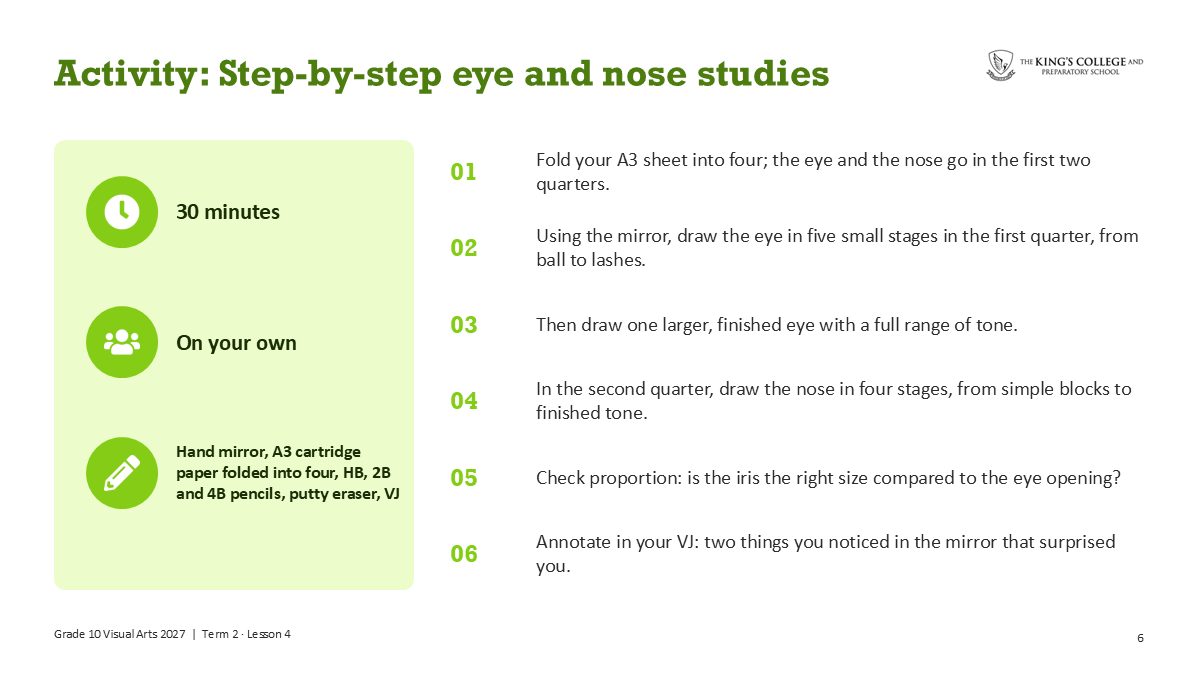 Activity: Step-by-step eye and nose studies
THE KING'S COLLEGE AND
PREPARATORY SCHOOL
30 minutes
On your own
Hand mirror, A3 cartridge
paper folded into four, HB, 2B
and 4B pencils, putty eraser, VJ
01
Fold your A3 sheet into four; the eye and the nose go in the first two
quarters.
02
Using the mirror, draw the eye in five small stages in the first quarter, from
ball to lashes.
03
Then draw one larger, finished eye with a full range of tone.
04
In the second quarter, draw the nose in four stages, from simple blocks to
finished tone.
05
Check proportion: is the iris the right size compared to the eye opening?
06
Annotate in your VJ: two things you noticed in the mirror that surprised
you.
Grade 10 Visual Arts 2027 | Term 2 · Lesson 4
6